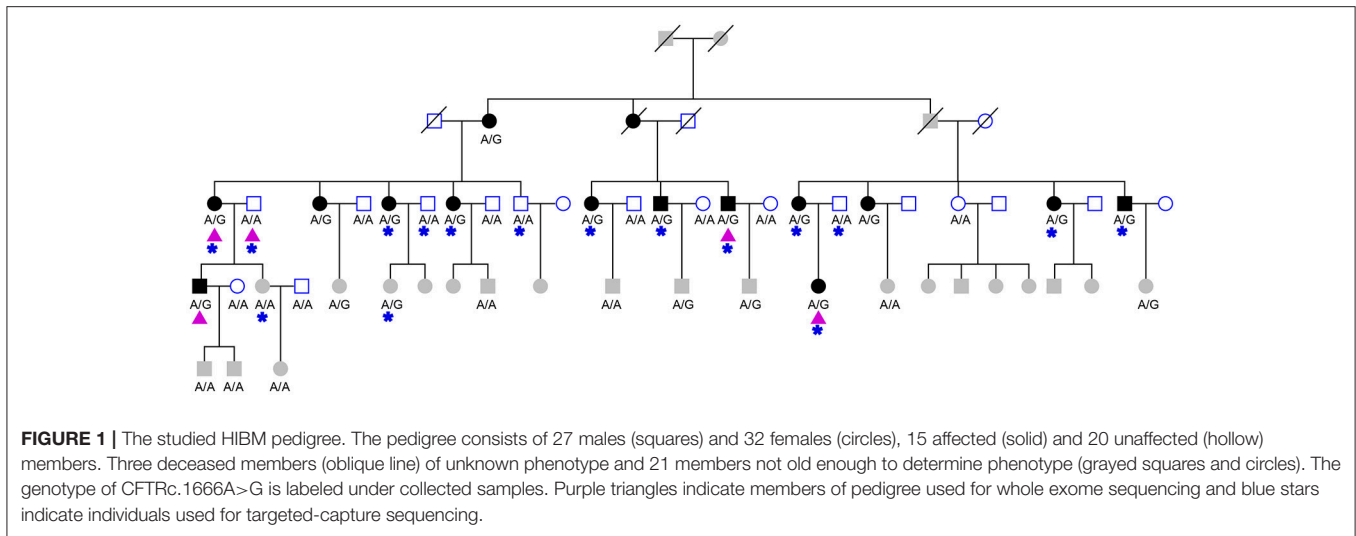 A/G
A/G A/A A/G A/A A/G A/A A/G A/A A/A A/G A/A A/G A/A A/G A/A A/G A/A A/G A/A A/G A/G
A/G A/A A/A A/A A/G A/G A/A A/A A/G A/G A/G A/A A/G
A/A A/A A/A
FIGURE 1 | The studied HIBM pedigree. The pedigree consists of 27 males (squares) and 32 females (circles), 15 affected (solid) and 20 unaffected (hollow)
members. Three deceased members (oblique line) of unknown phenotype and 21 members not old enough to determine phenotype (grayed squares and circles). The
genotype of CFTRc.1666A>G is labeled under collected samples. Purple triangles indicate members of pedigree used for whole exome sequencing and blue stars
indicate individuals used for targeted-capture sequencing.